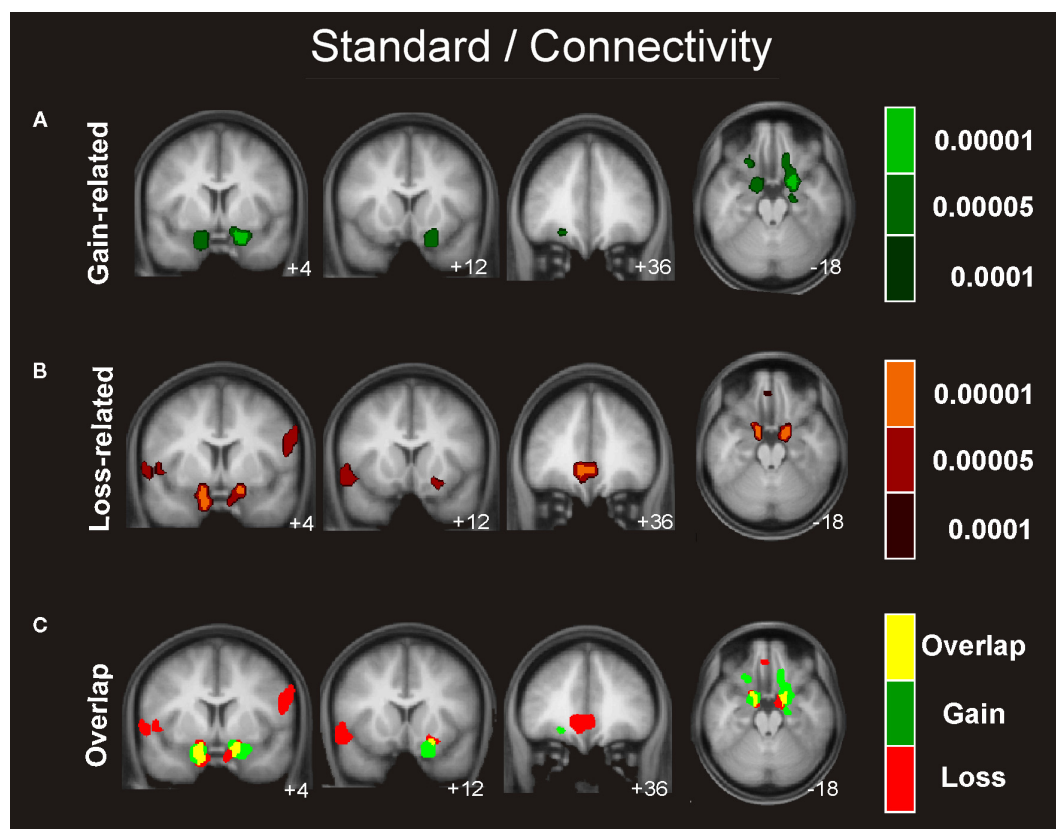 Standard / Connectivity
A
Gain-related
+4
+12
+36
-18
0.00001
0.00005
0.0001
B
Loss-related
+4
+12
+36
-18
0.00001
0.00005
0.0001
C
Overlap
+4
+12
+36
-18
Overlap
Gain
Loss